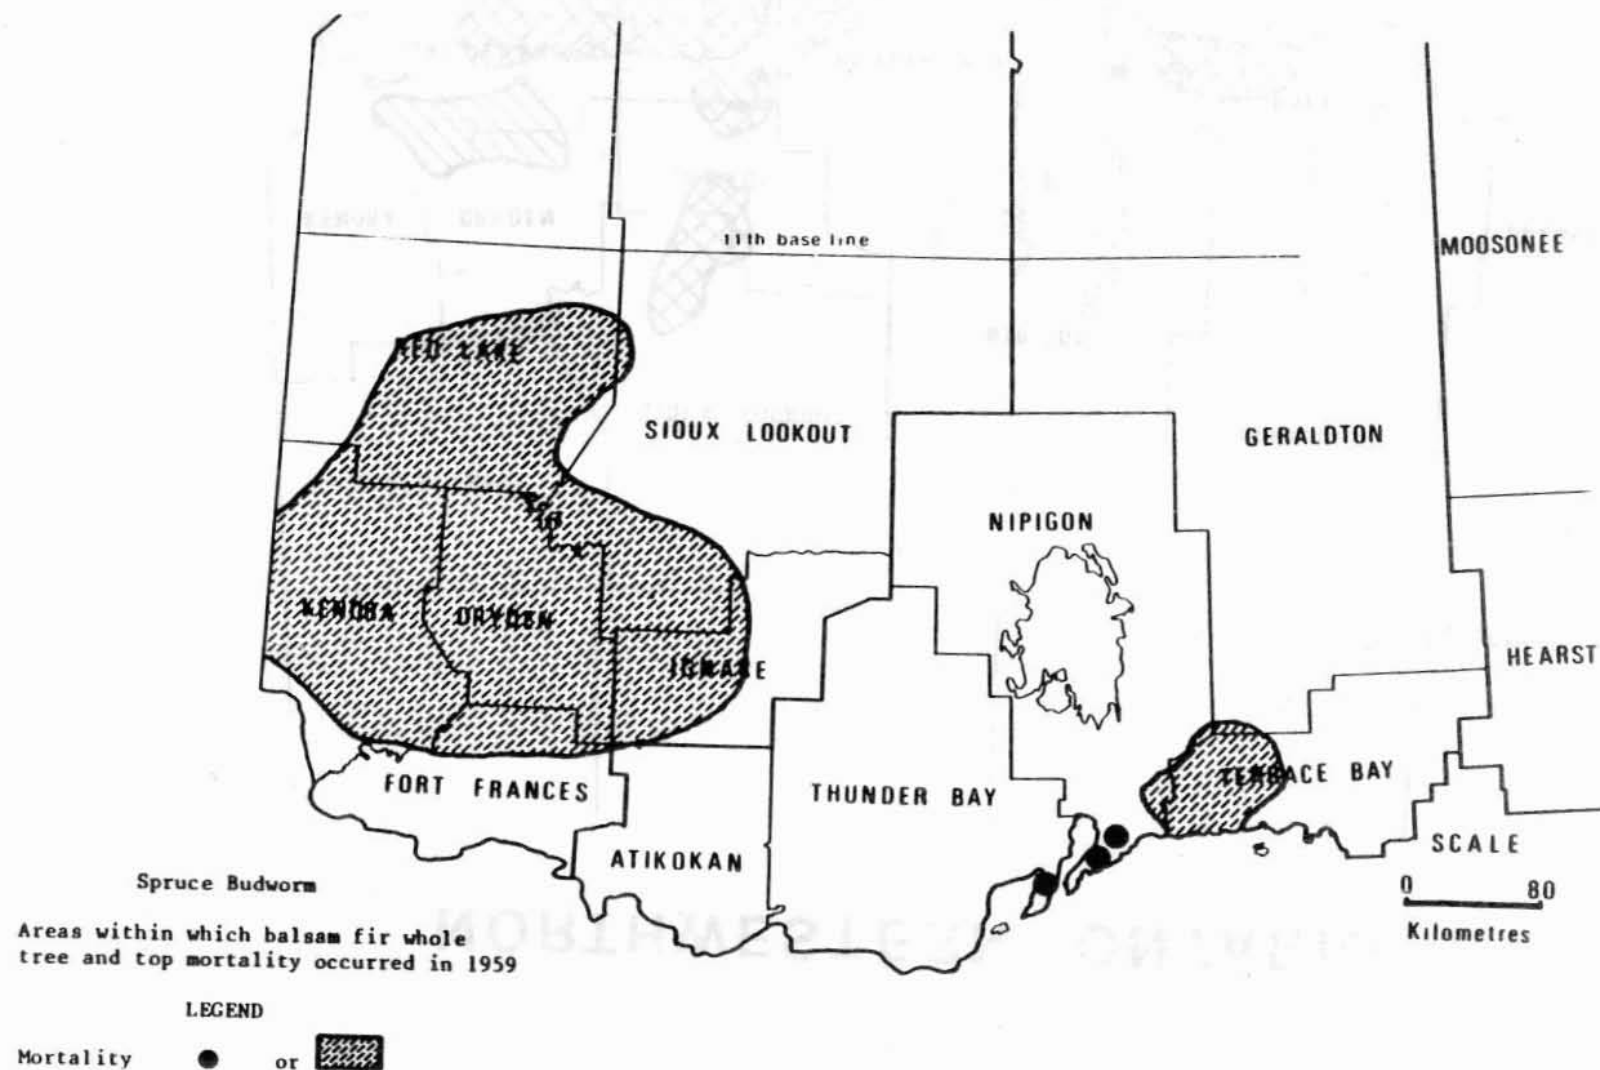 11th base line
MOOSONEE
RED LAKE
SIOUX LOOKOUT
GERALDTON
NIPIGON
KENORA
DRYDEN
IGNACE
HEARST
TERRACE BAY
FORT FRANCES
THUNDER BAY
ATIKOKAN
SCALE
0 80
Kilometres
Spruce Budworm
Areas within which balsam fir whole
tree and top mortality occurred in 1959
LEGEND
Mortality or
NORTHWESTERN ONTARIO